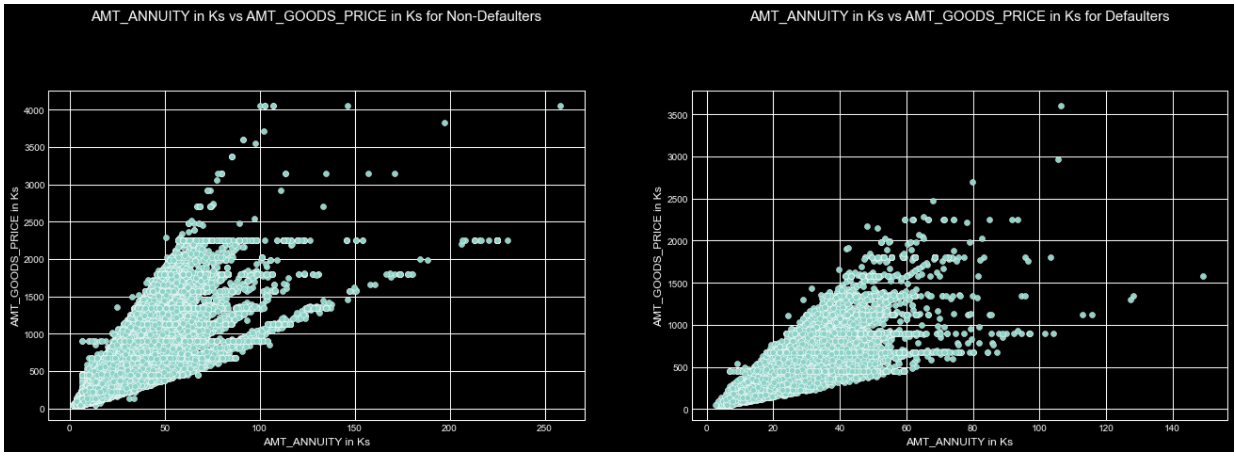 AMT_ANNUITY in Ks vs AMT_GOODS_PRICE in Ks for Non-Defaulters
4000
3500
3000
2500
2000
1500
1000
500
0
AMT_GOODS_PRICE in Ks
0 50 100 150 200 250
AMT_ANNUITY in Ks
AMT_ANNUITY in Ks vs AMT_GOODS_PRICE in Ks for Defaulters
3500
3000
2500
2000
1500
1000
500
0
AMT_GOODS_PRICE in Ks
0 20 40 60 80 100 120 140
AMT_ANNUITY in Ks